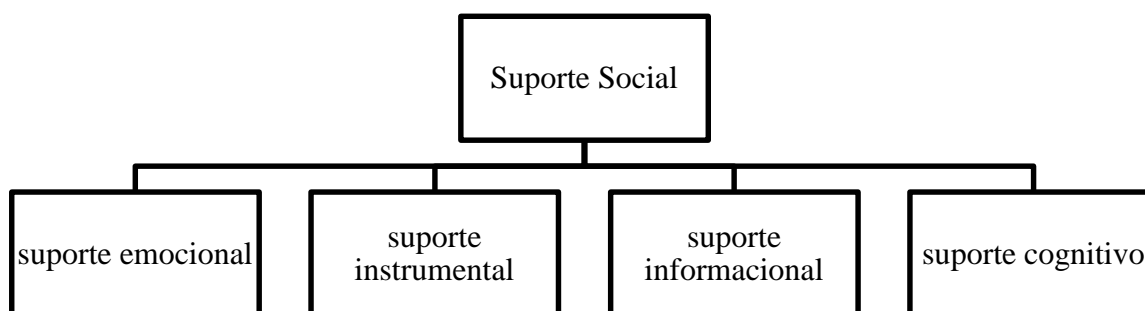 Suporte Social
suporte emocional
suporte
instrumental
suporte
informacional
suporte cognitivo